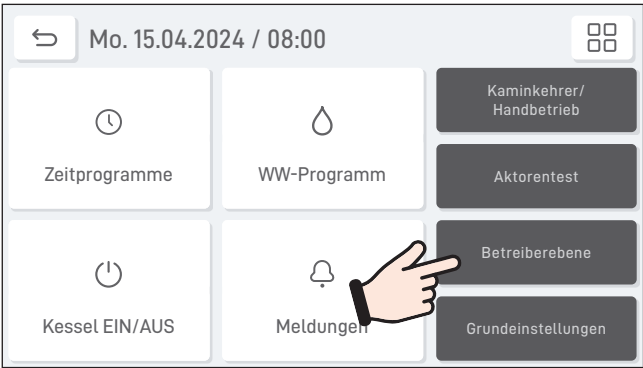 Mo. 15.04.2024 / 08:00
Zeitprogramme
WW-Programm
Kaminkehrer/
Handbetrieb
Aktorentest
Kessel EIN/AUS
Meldungen
Betreiberebene
Grundeinstellungen